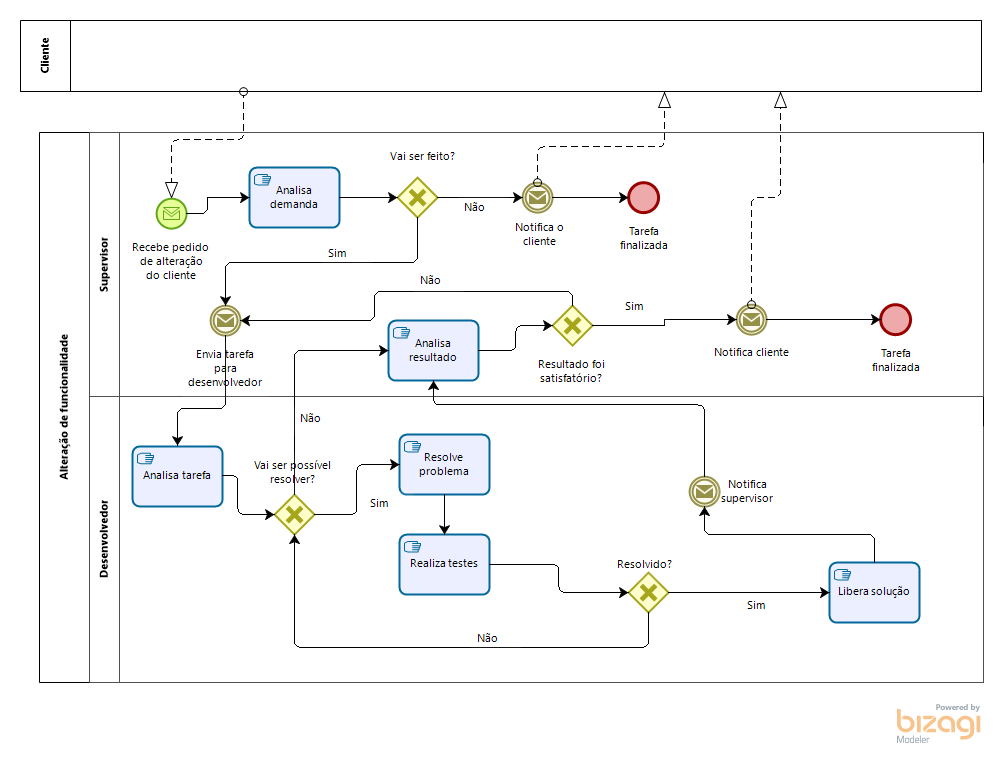 Cliente
Alteração de funcionalidade
Supervisor
Vai ser feito?
Analisa
demanda
Não
Recebe pedido
de alteração
do cliente
Notifica o
cliente
Tarefa
finalizada
Sim
Não
Sim
Envia tarefa
para
desenvolvedor
Analisa
resultado
Resultado foi
satisfatório?
Notifica cliente
Tarefa
finalizada
Desenvolvedor
Não
Analisa tarefa
Vai ser possível
resolver?
Sim
Resolve
problema
Notifica
supervisor
Realiza testes
Resolvido?
Sim
Libera solução
Não
Powered by
bizagi
Modeler